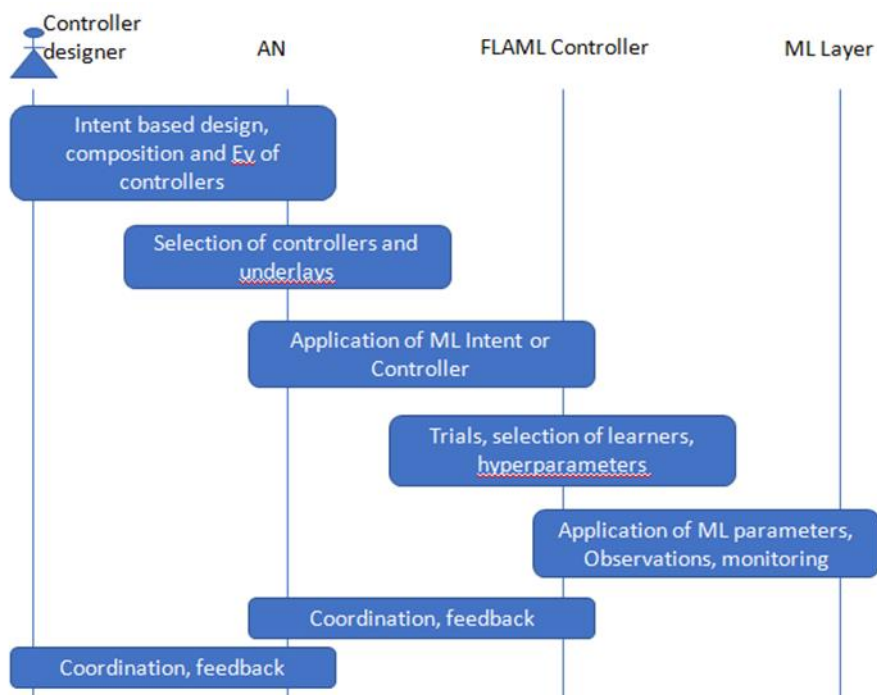 Controller
designer
AN
FLAML Controller
ML Layer
Intent based design,
composition and Ev of
controllers
Selection of controllers and
underlays
Application of ML Intent or
Controller
Trials, selection of learners,
hyperparameters
Application of ML parameters,
Observations, monitoring
Coordination, feedback
Coordination, feedback